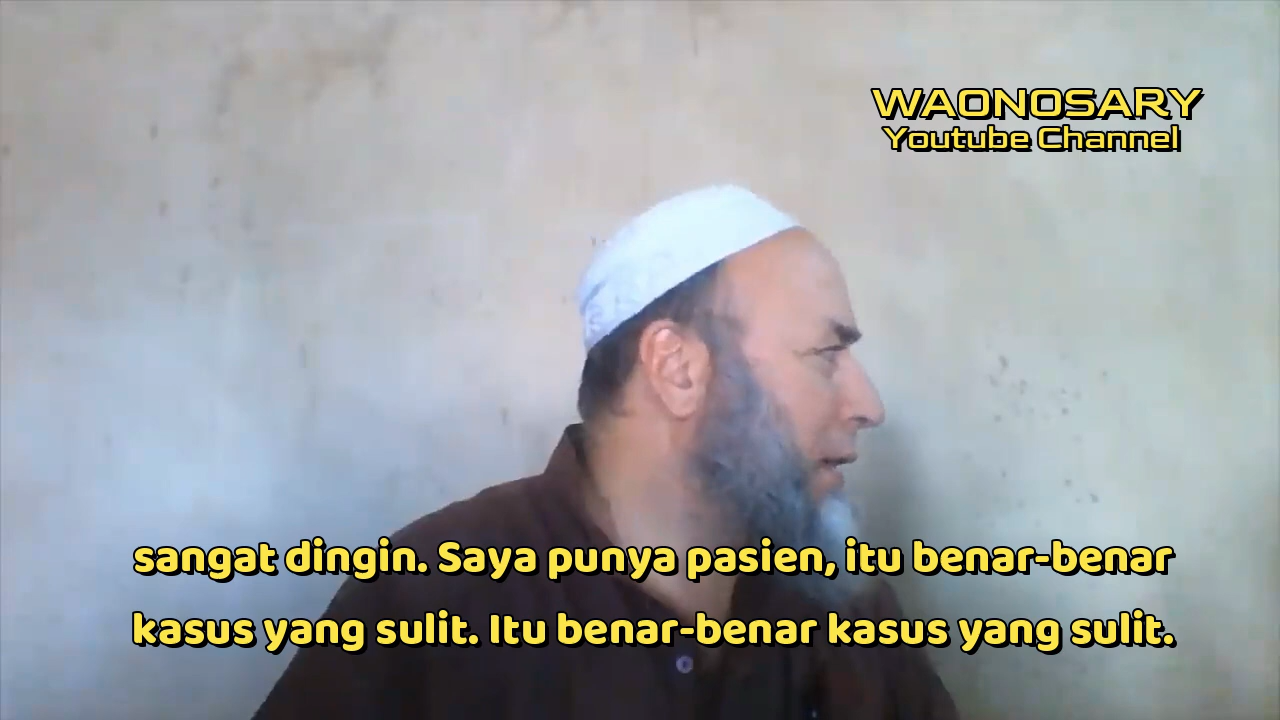 WAONOSARY
Youtube Channel
sangat dingin. Saya punya pasien, itu benar-benar
kasus yang sulit. Itu benar-benar kasus yang sulit.